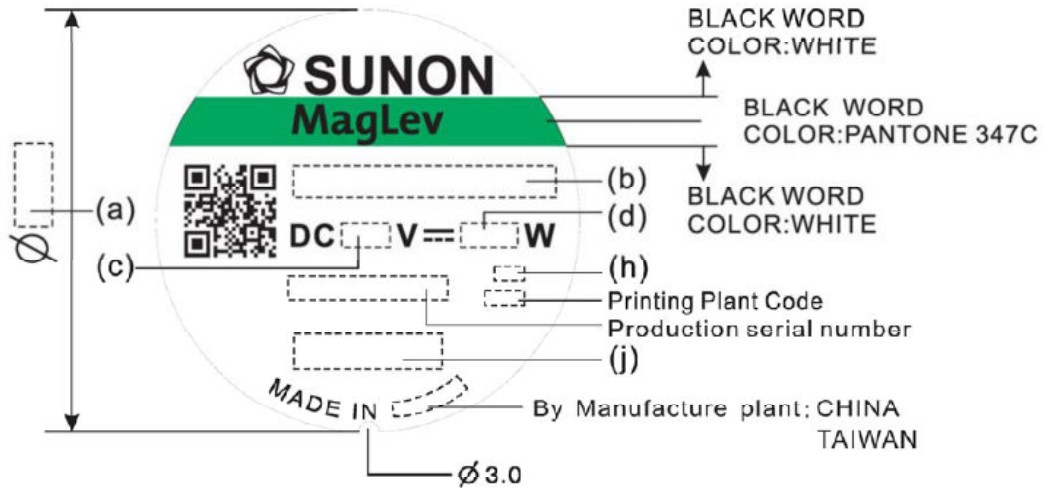 BLACK WORD
COLOR:WHITE
SUNON
MagLev
BLACK WORD
COLOR:PANTONE 347C
(a)
(b)
BLACK WORD
COLOR:WHITE
(d)
DC V W
Ø
(c)
(h)
Printing Plant Code
Production serial number
(j)
MADE IN
By Manufacture plant: CHINA
TAIWAN
Ø 3.0